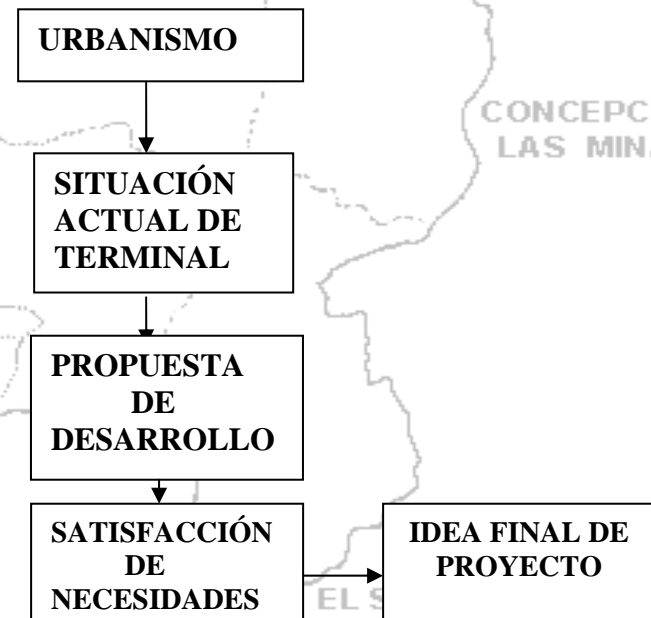 URBANISMO
CONCEPC
LAS MIN
SITUACIÓN
ACTUAL DE
TERMINAL
PROPUESTA
DE
DESARROLLO
SATISFACCIÓN
DE
NECESIDADES
IDEA FINAL DE
PROYECTO
EL S